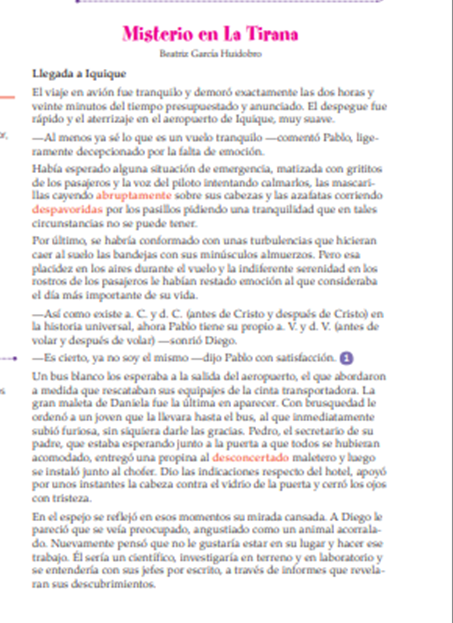 Misterio en La Tirana
Beatriz García Huidobro
Llegada a Iquique
El viaje en avión fue tranquilo y demoró exactamente las dos horas y
veinte minutos del tiempo presupuestado y anunciado. El despegue fue
rápido y el aterrizaje en el aeropuerto de Iquique, muy suave.
—Al menos ya sé lo que es un vuelo tranquilo —comentó Pablo, lige-
ramente decepcionado por la falta de emoción.
Había esperado alguna situación de emergencia, matizada con grititos
de los pasajeros y la voz del piloto intentando calmarlos, las mascari-
llas cayendo abruptamente sobre sus cabezas y las azafatas corriendo
despavoridas por los pasillos pidiendo una tranquilidad que en tales
circunstancias no se puede tener.
Por último, se habría conformado con unas turbulencias que hicieran
caer al suelo las bandejas con sus minúsculos almuerzos. Pero esa
placidez en los aires durante el vuelo y la indiferente serenidad en los
rostros de los pasajeros le habían restado emoción al que consideraba
el día más importante de su vida.
—Así como existe a. C. y d. C. (antes de Cristo y después de Cristo) en
la historia universal, ahora Pablo tiene su propio a. V. y d. V. (antes de
volar y después de volar) —sonrió Diego.
—Es cierto, ya no soy el mismo —dijo Pablo con satisfacción. 1
Un bus blanco los esperaba a la salida del aeropuerto, el que abordaron
a medida que rescataban sus equipajes de la cinta transportadora. La
gran maleta de Daniela fue la última en aparecer. Con brusquedad le
ordenó a un joven que la llevara hasta el bus, al que inmediatamente
subió furiosa, sin siquiera darle las gracias. Pedro, el secretario de su
padre, que estaba esperando junto a la puerta a que todos se hubieran
acomodado, entregó una propina al desconcertado maletero y luego
se instaló junto al chofer. Dio las indicaciones respecto del hotel, apoyó
por unos instantes la cabeza contra el vidrio de la puerta y cerró los ojos
con tristeza.
En el espejo se reflejó en esos momentos su mirada cansada. A Diego le
pareció que se veía preocupado, angustiado como un animal acorrala-
do. Nuevamente pensó que no le gustaría estar en su lugar y hacer ese
trabajo. Él sería un científico, investigaría en terreno y en laboratorio y
se entendería con sus jefes por escrito, a través de informes que revela-
ran sus descubrimientos.